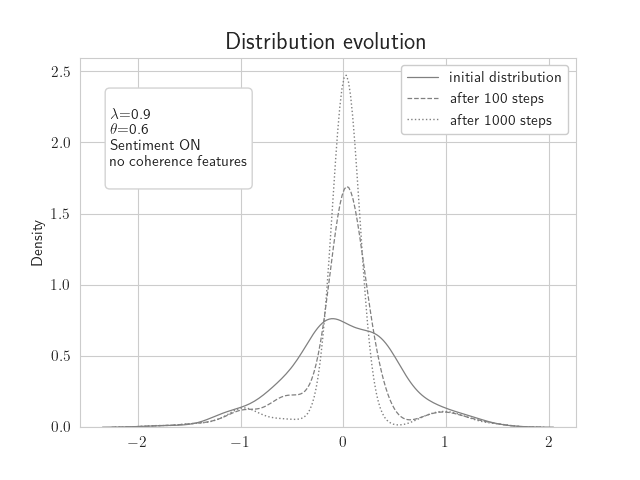 Distribution evolution
2.5
2.0
1.5
1.0
0.5
0.0
Density
λ=0.9
θ=0.6
Sentiment ON
no coherence features
initial distribution
after 100 steps
after 1000 steps
−2
−1
0
1
2